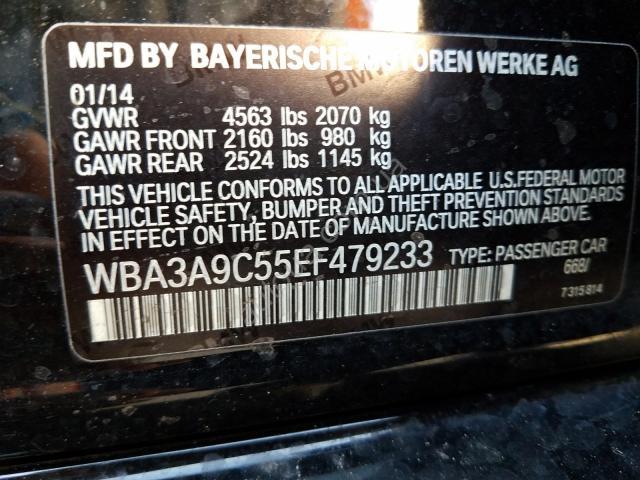 MFD BY BAYERISCHE MOTOREN WERKE AG
01/14
GVWR 4563 lbs 2070 kg
GAWR FRONT 2160 lbs 980 kg
GAWR REAR 2524 lbs 1145 kg
THIS VEHICLE CONFORMS TO ALL APPLICABLE U.S.FEDERAL MOTOR
VEHICLE SAFETY, BUMPER AND THEFT PREVENTION STANDARDS
IN EFFECT ON THE DATE OF MANUFACTURE SHOWN ABOVE.
WBA3A9C55EF479233 TYPE: PASSENGER CAR
668/
7315814